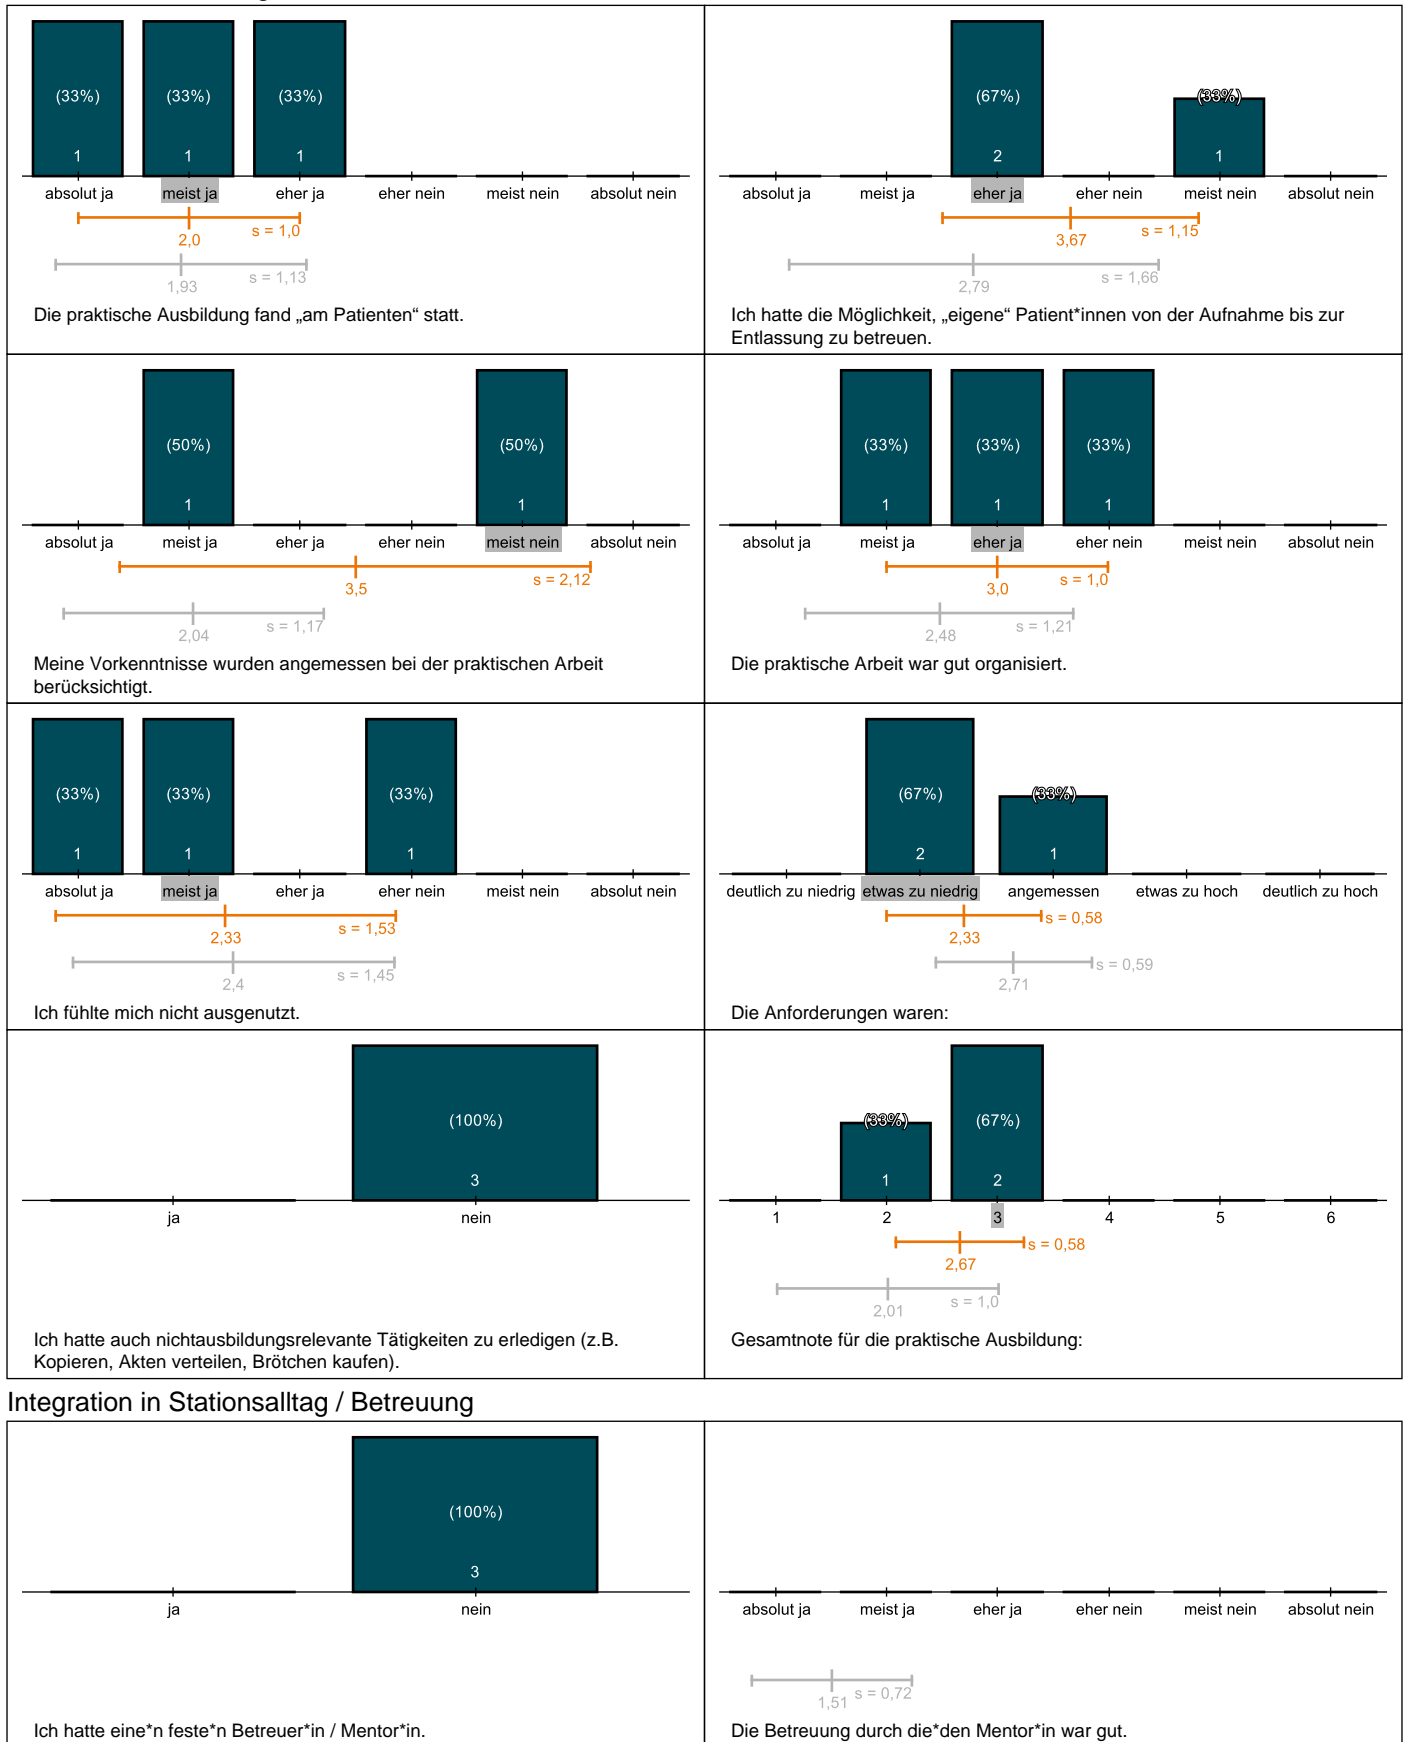 (33%) (33%) (33%)
1 1 1
absolut ja meist ja eher ja eher nein meist nein absolut nein
2,0 s = 1,0
1,93 s = 1,13
Die praktische Ausbildung fand „am Patienten“ statt.
(67%) (33%)
2 1
absolut ja meist ja eher ja eher nein meist nein absolut nein
3,67 s = 1,15
2,79 s = 1,66
Ich hatte die Möglichkeit, „eigene“ Patient*innen von der Aufnahme bis zur
Entlassung zu betreuen.
(50%) (50%)
1 1
absolut ja meist ja eher ja eher nein meist nein absolut nein
3,5 s = 2,12
2,04 s = 1,17
Meine Vorkenntnisse wurden angemessen bei der praktischen Arbeit
berücksichtigt.
(33%) (33%) (33%)
1 1 1
absolut ja meist ja eher ja eher nein meist nein absolut nein
3,0 s = 1,0
2,48 s = 1,21
Die praktische Arbeit war gut organisiert.
(33%) (33%) (33%)
1 1 1
absolut ja meist ja eher ja eher nein meist nein absolut nein
2,33 s = 1,53
2,4 s = 1,45
Ich fühlte mich nicht ausgenutzt.
(67%) (33%)
2 1
deutlich zu niedrig etwas zu niedrig angemessen etwas zu hoch deutlich zu hoch
2,33 s = 0,58
2,71 s = 0,59
Die Anforderungen waren:
(100%)
3
ja nein
Ich hatte auch nichtausbildungsrelevante Tätigkeiten zu erledigen (z.B.
Kopieren, Akten verteilen, Brötchen kaufen).
(33%) (67%)
1 2
1 2 3 4 5 6
2,67 s = 0,58
2,01 s = 1,0
Gesamtnote für die praktische Ausbildung:
Integration in Stationsalltag / Betreuung
(100%)
3
ja nein
Ich hatte eine*n feste*n Betreuer*in / Mentor*in.
absolut ja meist ja eher ja eher nein meist nein absolut nein
1,51 s = 0,72
Die Betreuung durch die*den Mentor*in war gut.